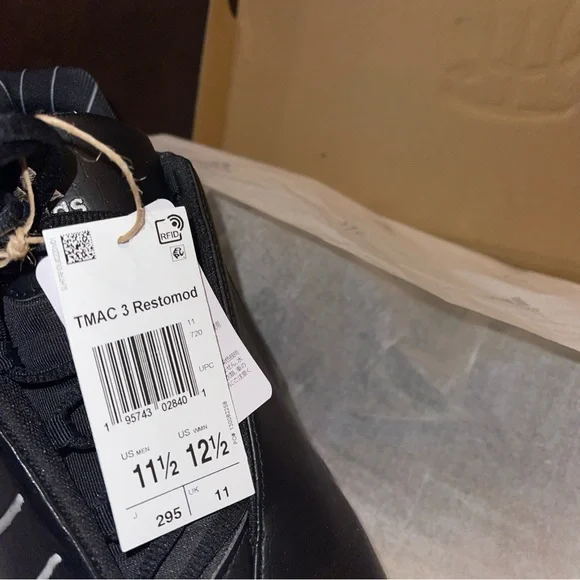 RFID
TMAC 3 Restomod
11
720
UPC
1 95743 02840 1
US MEN US WMN
11½ 12½
J 295 UK 11